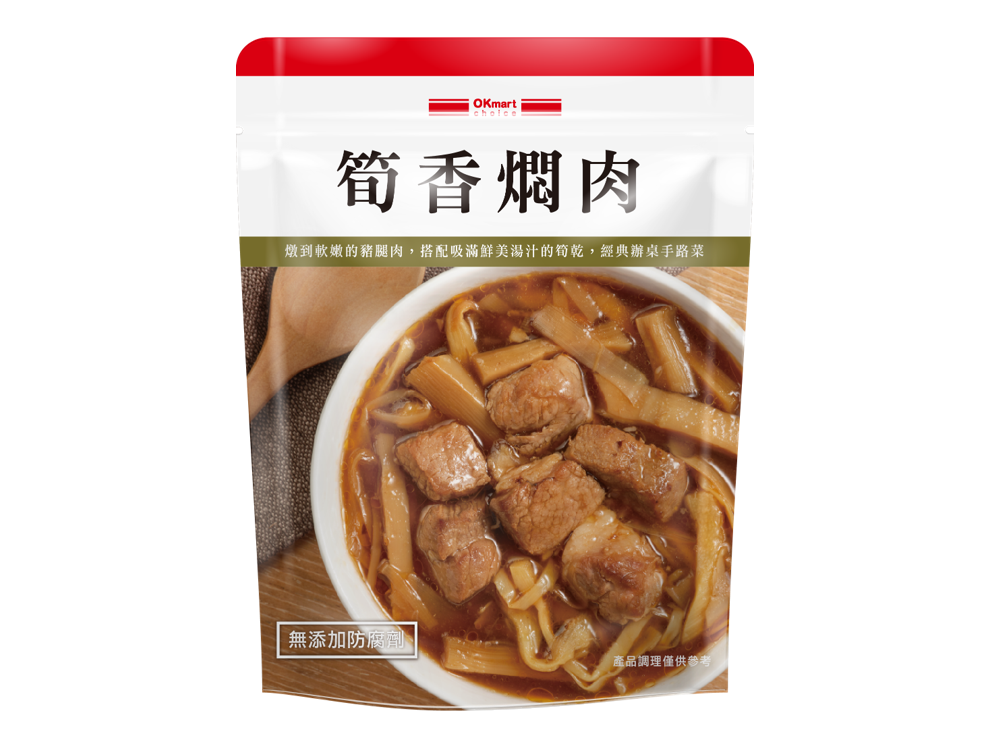 OKmart
choice
筍香燜肉
燉到軟嫩的豬腿肉，搭配吸滿鮮美湯汁的筍乾，經典辦桌手路菜
無添加防腐劑
產品調理僅供參考